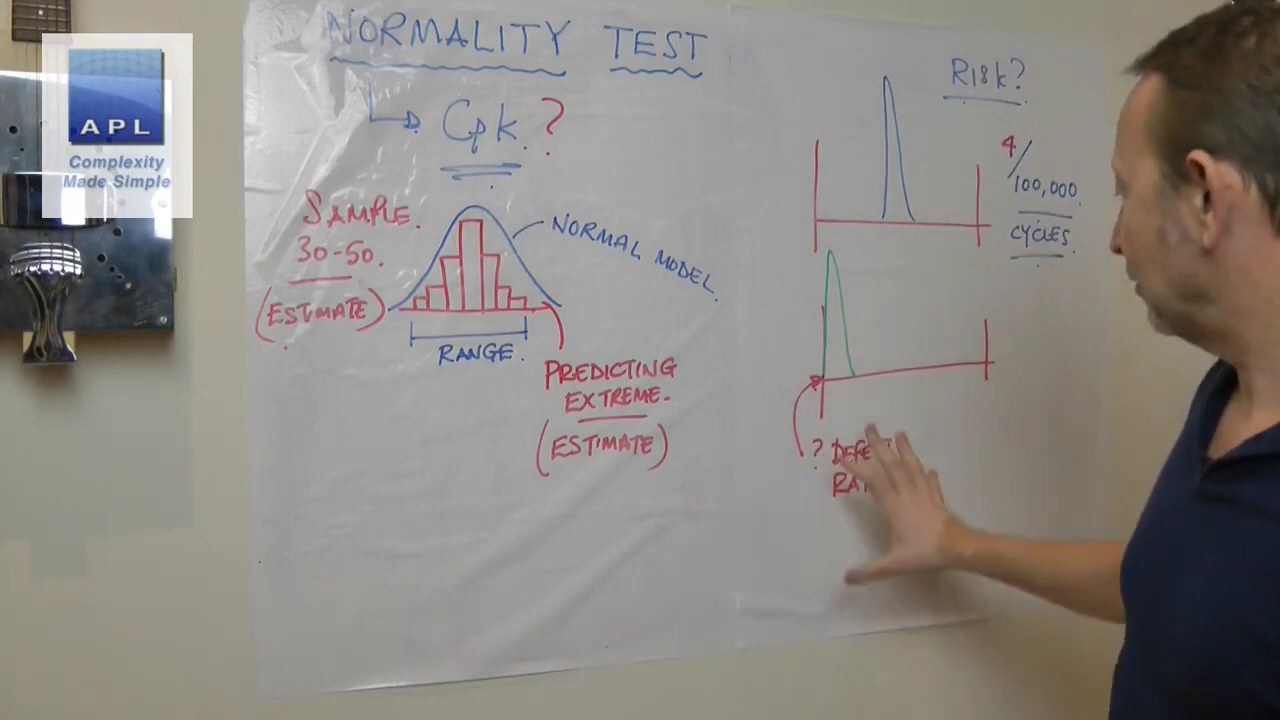 APL
Complexity
Made Simple
NORMALITY TEST
Cpk ?
SAMPLE.
30-50.
(ESTIMATE)
NORMAL MODEL.
RANGE.
PREDICTING
EXTREME.
(ESTIMATE)
Risk?
4/100,000
CYCLES.
?